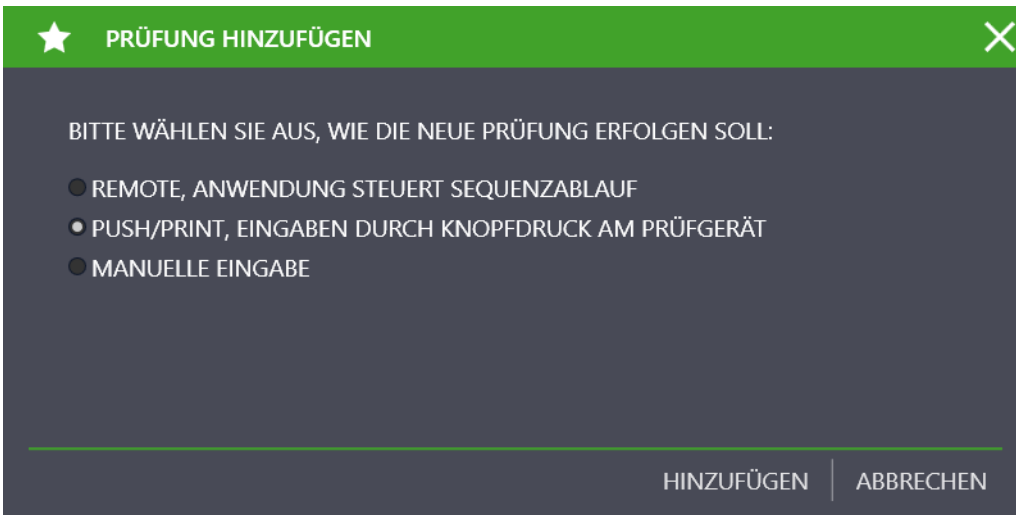 PRÜFUNG HINZUFÜGEN
BITTE WÄHLEN SIE AUS, WIE DIE NEUE PRÜFUNG ERFOLGEN SOLL:
REMOTE, ANWENDUNG STEUERT SEQUENZABLAUF
PUSH/PRINT, EINGABEN DURCH KNOPFDRUCK AM PRÜFGERÄT
MANUELLE EINGABE
HINZUFÜGEN ABBRECHEN